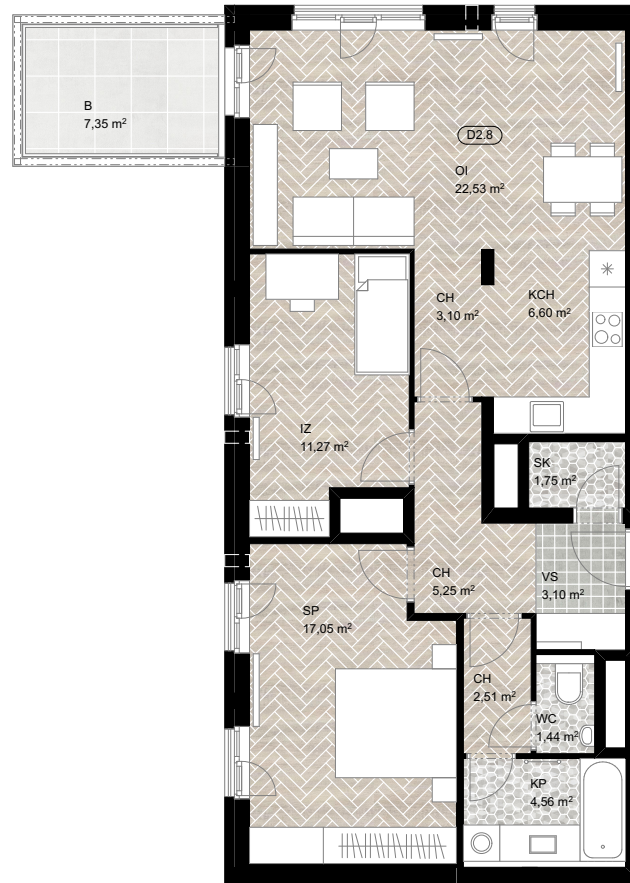 B
7,35 m²
D2.8
OI
22,53 m²
CH
3,10 m²
KCH
6,60 m²
IZ
11,27 m²
SK
1,75 m²
CH
5,25 m²
VS
3,10 m²
SP
17,05 m²
CH
2,51 m²
WC
1,44 m²
KP
4,56 m²